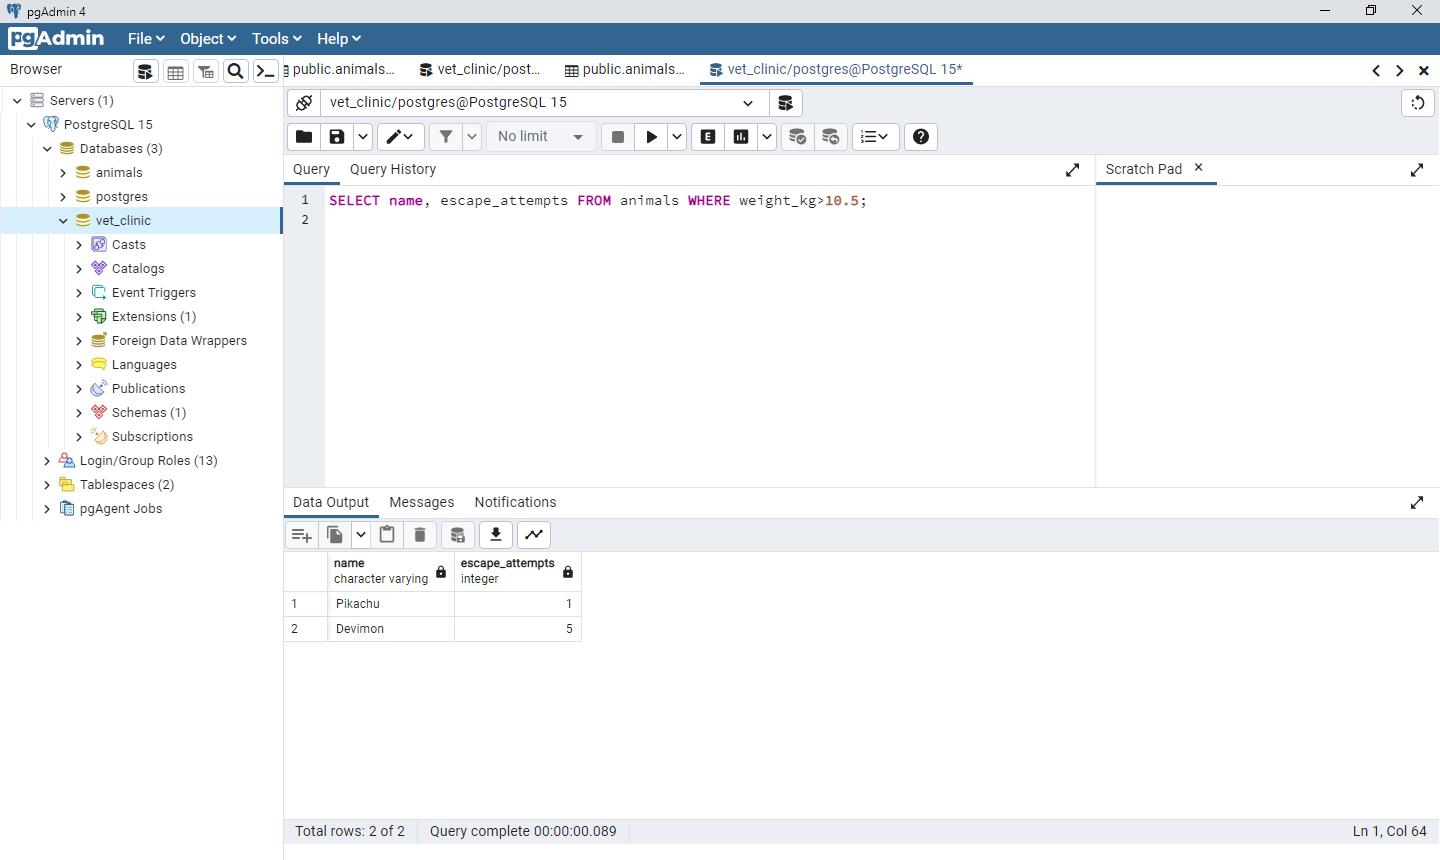 pgAdmin 4
pgAdmin File Object Tools Help
Browser
public.animals... vet_clinic/post... public.animals... vet_clinic/postgres@PostgreSQL 15*
Servers (1)
PostgreSQL 15
Databases (3)
animals
postgres
vet_clinic
Casts
Catalogs
Event Triggers
Extensions (1)
Foreign Data Wrappers
Languages
Publications
Schemas (1)
Subscriptions
Login/Group Roles (13)
Tablespaces (2)
pgAgent Jobs
vet_clinic/postgres@PostgreSQL 15
No limit
E
Query Query History
Scratch Pad
1 SELECT name, escape_attempts FROM animals WHERE weight_kg>10.5;
2
Data Output Messages Notifications
name escape_attempts
character varying integer
1 Pikachu 1
2 Devimon 5
Total rows: 2 of 2 Query complete 00:00:00.089 Ln 1, Col 64